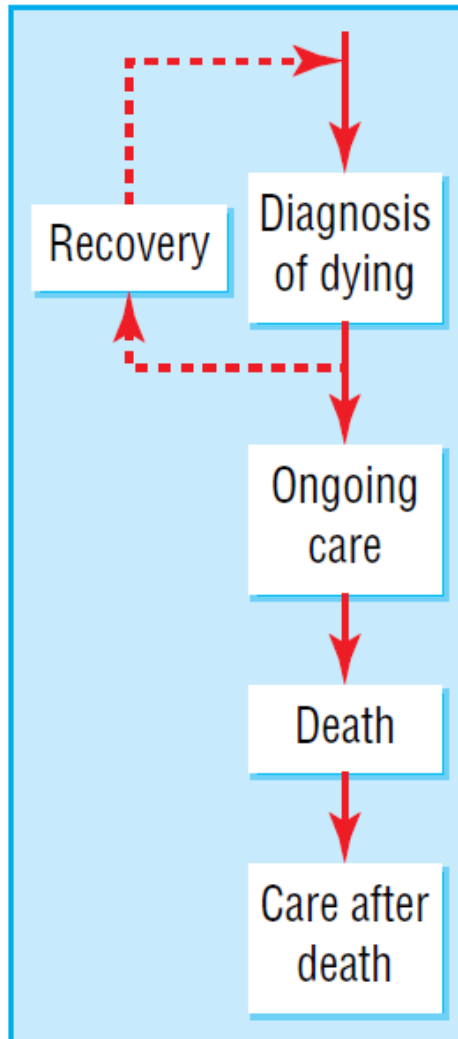 Recovery
Diagnosis
of dying
Ongoing
care
Death
Care after
death